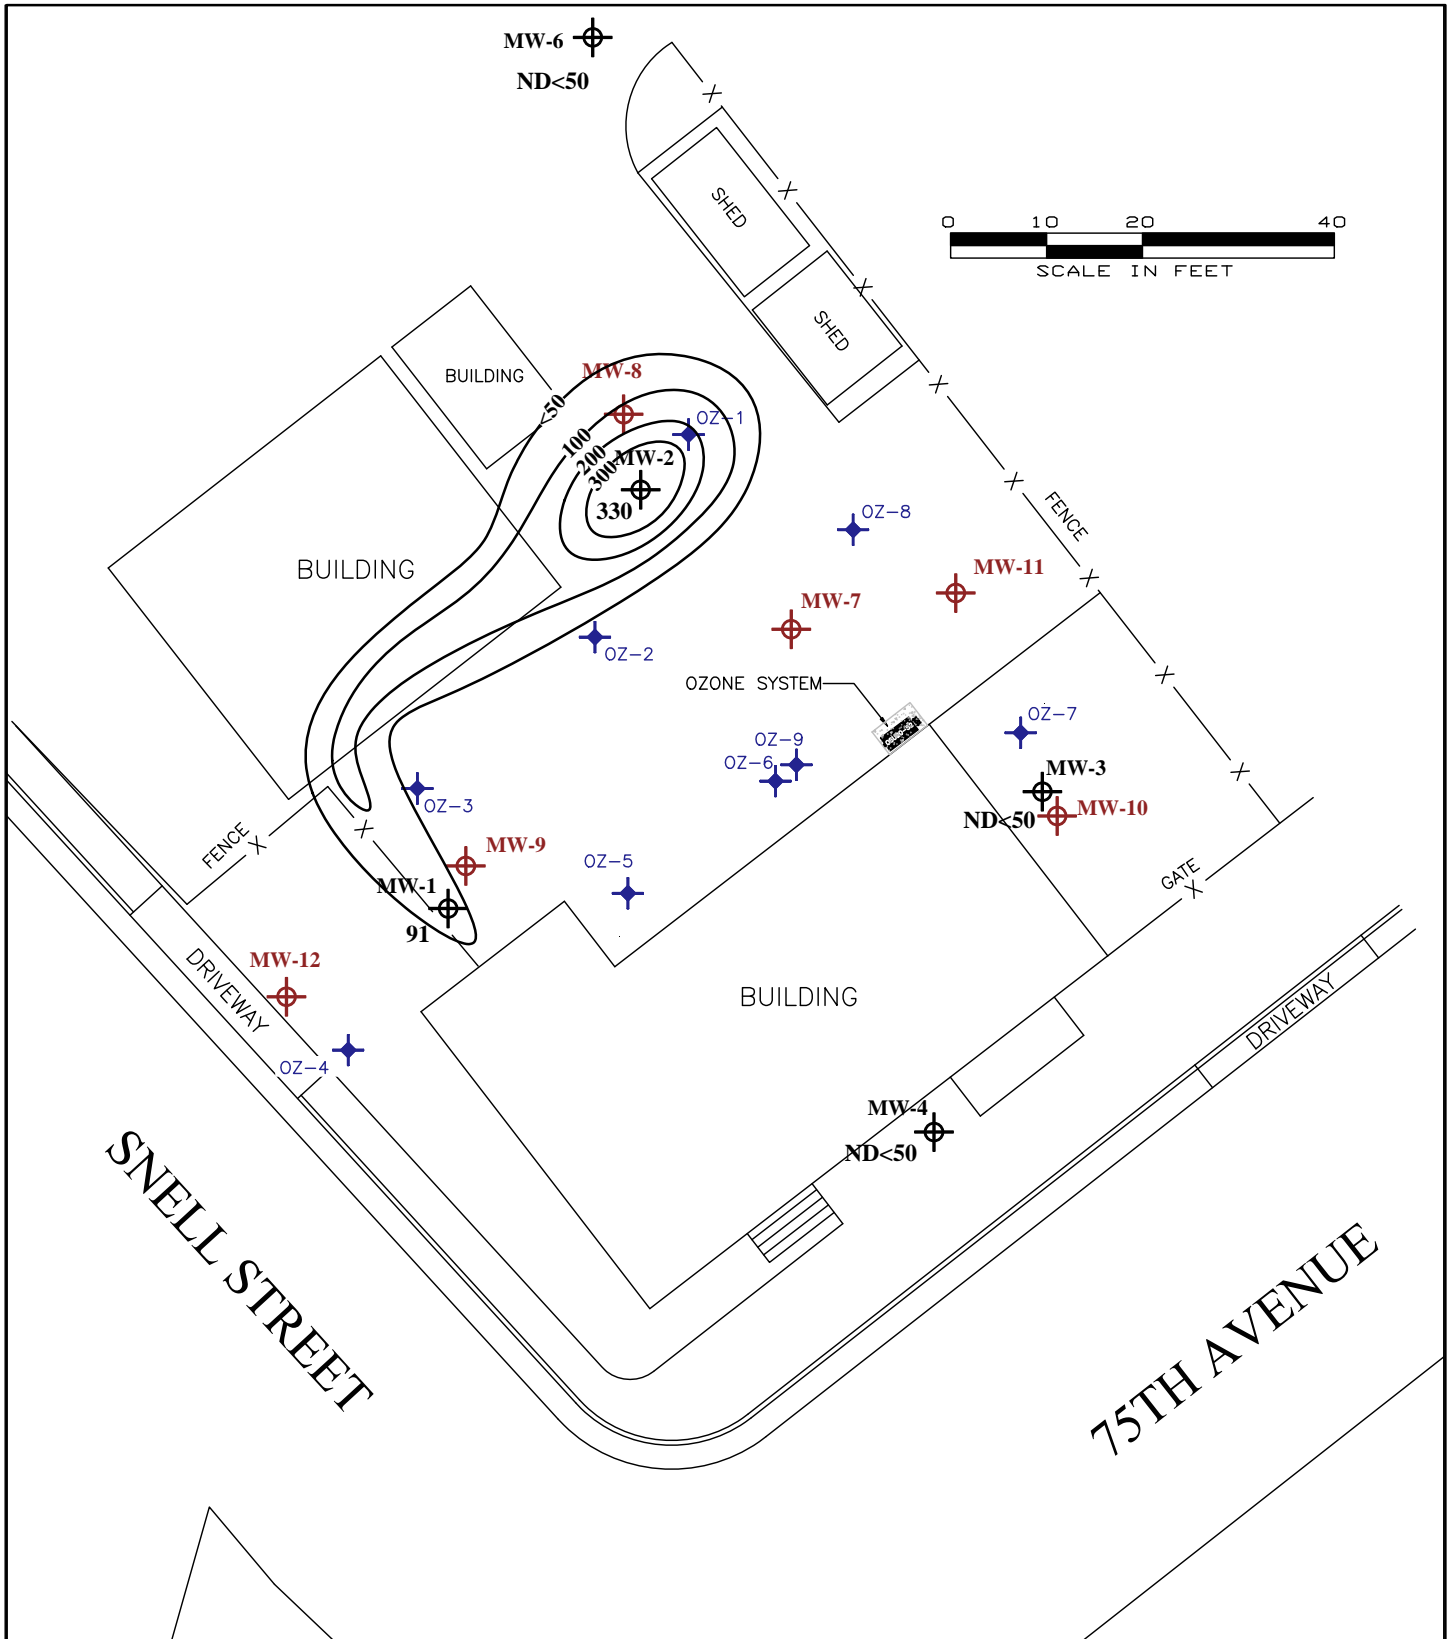 MW-6
ND<50
SHED
0 10 20 40
SCALE IN FEET
SHED
BUILDING
MW-8
<50
OZ-1
100
200
300
MW-2
330
FENCE
OZ-8
BUILDING
MW-11
MW-7
OZ-2
OZONE SYSTEM
OZ-7
OZ-9
OZ-6
MW-3
OZ-3
MW-10
ND<50
FENCE
MW-9
OZ-5
GATE
MW-1
91
MW-12
DRIVEWAY
BUILDING
DRIVEWAY
OZ-4
MW-4
ND<50
SNELL STREET
75TH AVENUE